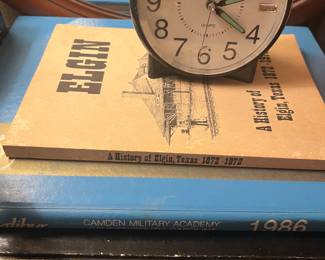 9 3
8 4
7 6 5
ELGIN
A History of
Elgin, Texas 1872
A History of Elgin, Texas 1872-1972
CAMDEN MILITARY ACADEMY 1986